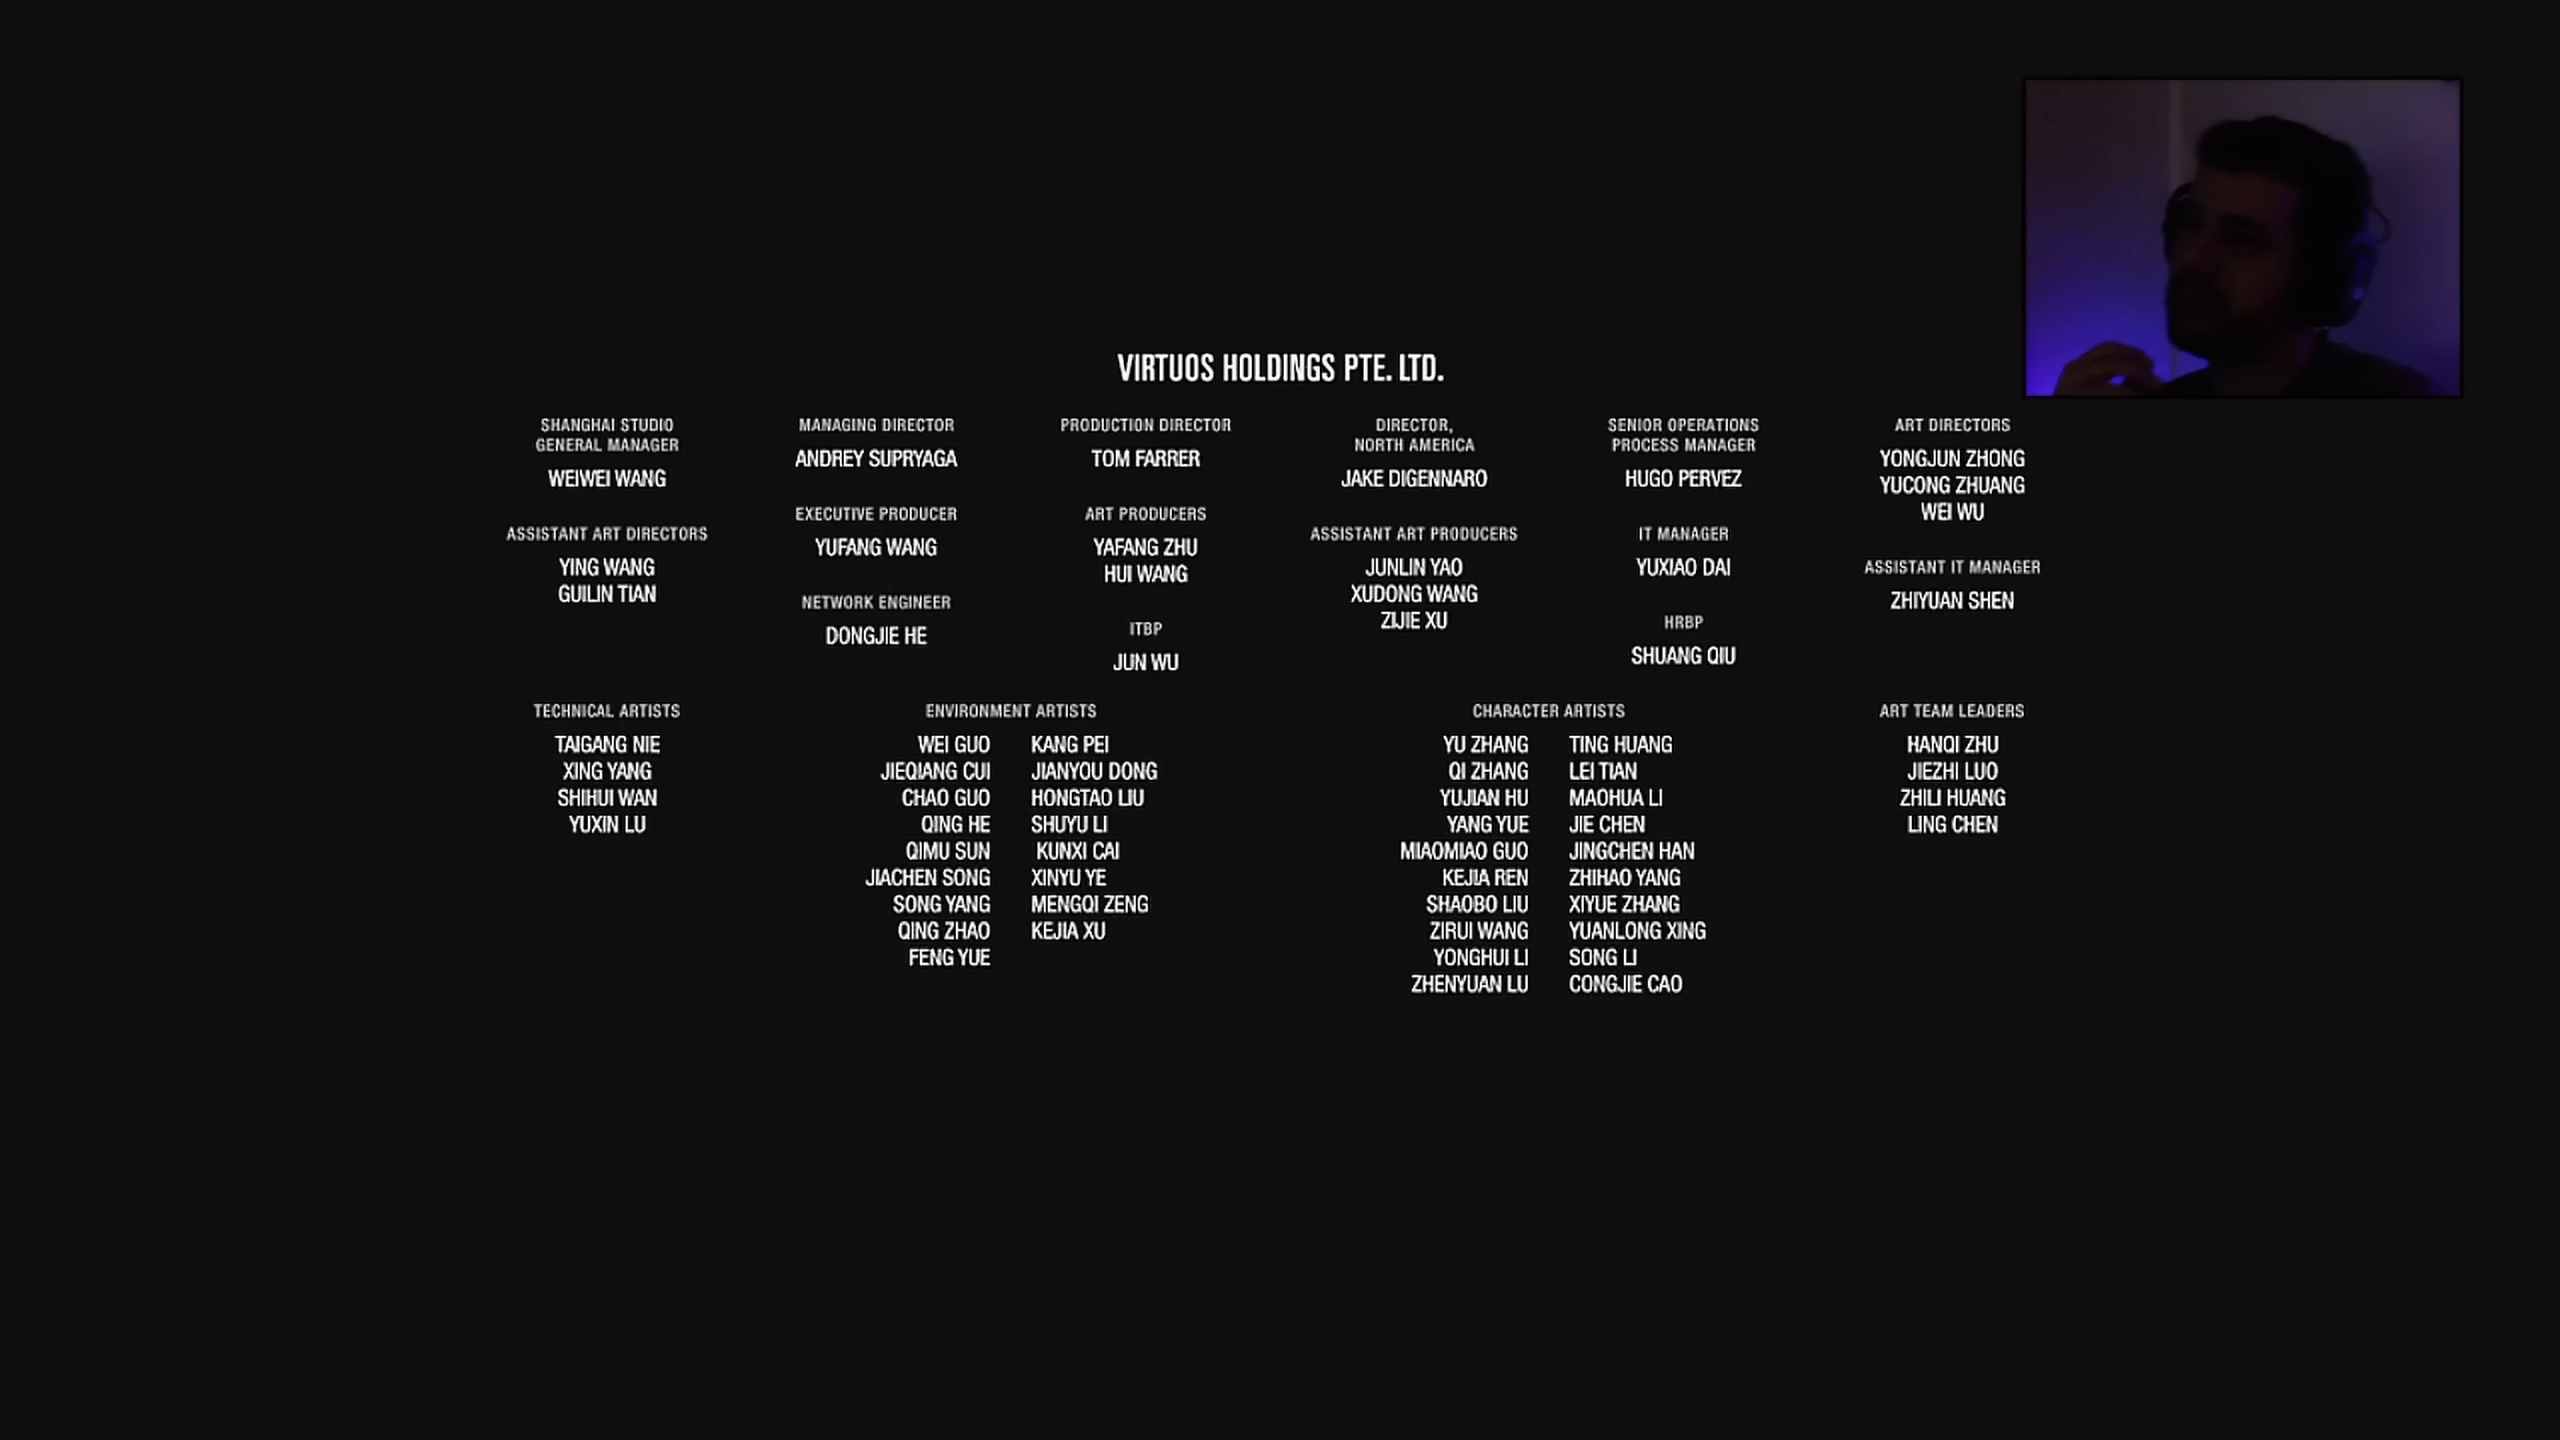 VIRTUOS HOLDINGS PTE. LTD.
SHANGHAI STUDIO
GENERAL MANAGER
WEIWEI WANG
ASSISTANT ART DIRECTORS
YING WANG
GUILIN TIAN
MANAGING DIRECTOR
ANDREY SUPRYAGA
EXECUTIVE PRODUCER
YUFANG WANG
NETWORK ENGINEER
DONGJIE HE
PRODUCTION DIRECTOR
TOM FARRER
ART PRODUCERS
YAFANG ZHU
HUI WANG
ITBP
JUN WU
DIRECTOR,
NORTH AMERICA
JAKE DIGENNARO
ASSISTANT ART PRODUCERS
JUNLIN YAO
XUDONG WANG
ZIJIE XU
SENIOR OPERATIONS
PROCESS MANAGER
HUGO PERVEZ
IT MANAGER
YUXIAO DAI
HRBP
SHUANG QIU
ART DIRECTORS
YONGJUN ZHONG
YUCONG ZHUANG
WEI WU
ASSISTANT IT MANAGER
ZHIYUAN SHEN
TECHNICAL ARTISTS
TAIGANG NIE
XING YANG
SHIHUI WAN
YUXIN LU
ENVIRONMENT ARTISTS
WEI GUO
JIEQIANG CUI
CHAO GUO
QING HE
QIMU SUN
JIACHEN SONG
SONG YANG
QING ZHAO
FENG YUE
KANG PEI
JIANYOU DONG
HONGTAO LIU
SHUYU LI
KUNXI CAI
XINYU YE
MENGQI ZENG
KEJIA XU
CHARACTER ARTISTS
YU ZHANG
QI ZHANG
YUJIAN HU
YANG YUE
MIAOMIAO GUO
KEJIA REN
SHAOBO LIU
ZIRUI WANG
YONGHUI LI
ZHENYUAN LU
TING HUANG
LEI TIAN
MAOHUA LI
JIE CHEN
JINGCHEN HAN
ZHIHAO YANG
XIYUE ZHANG
YUANLONG XING
SONG LI
CONGJIE CAO
ART TEAM LEADERS
HANQI ZHU
JIEZHI LUO
ZHILI HUANG
LING CHEN